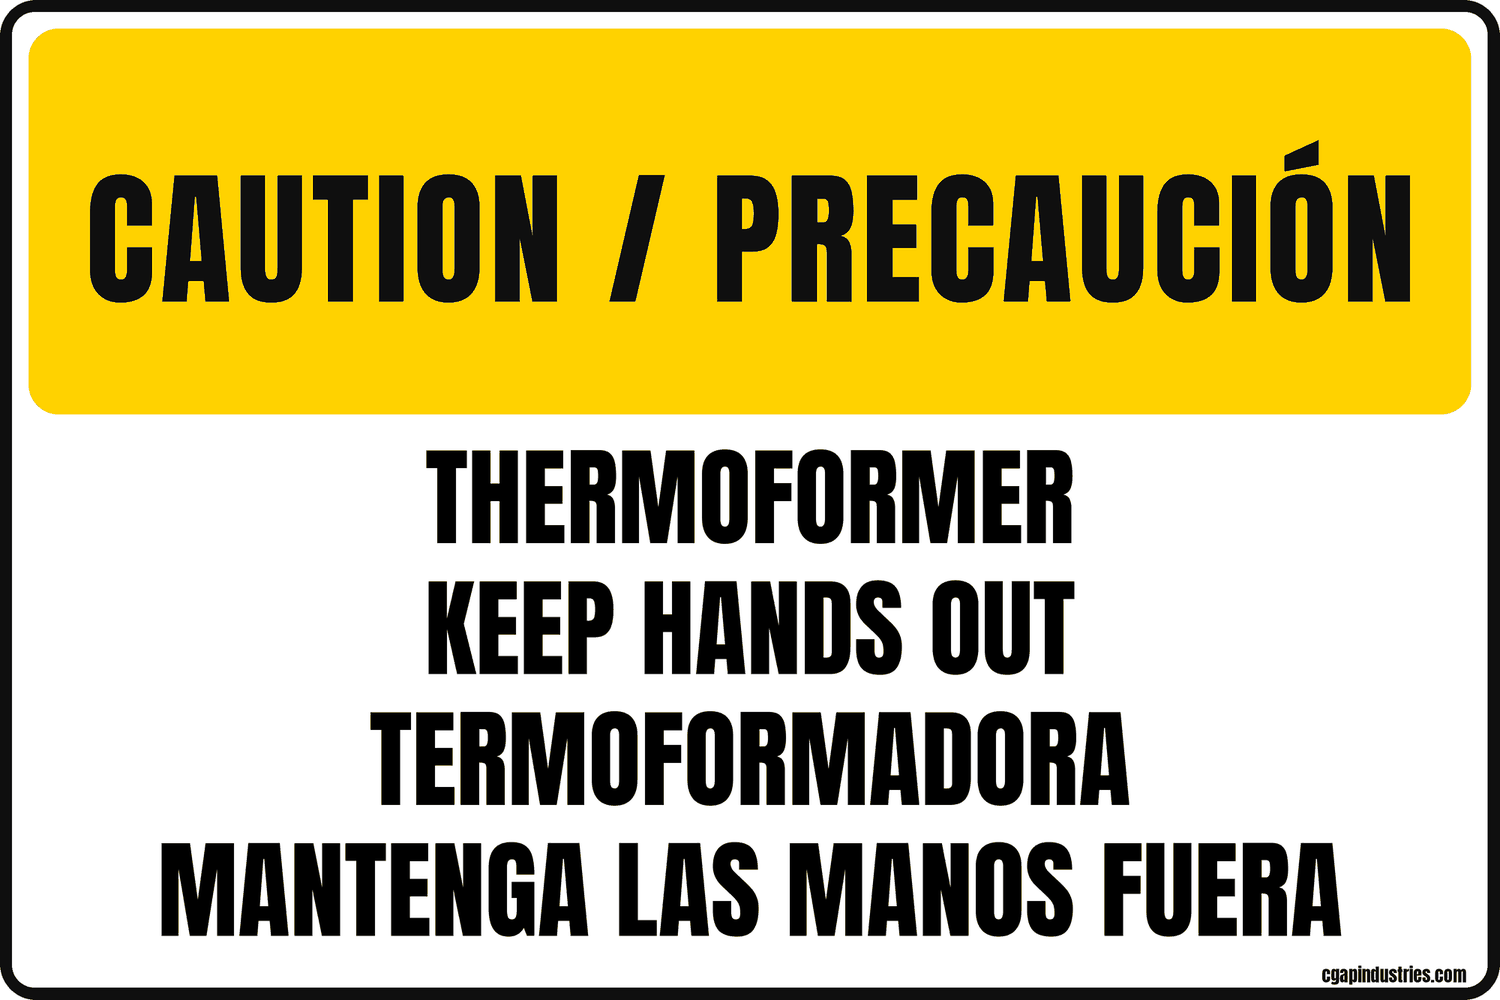 CAUTION / PRECAUCIÓN
THERMOFORMER
KEEP HANDS OUT
TERMOFORMADORA
MANTENGA LAS MANOS FUERA
cgapindustries.com